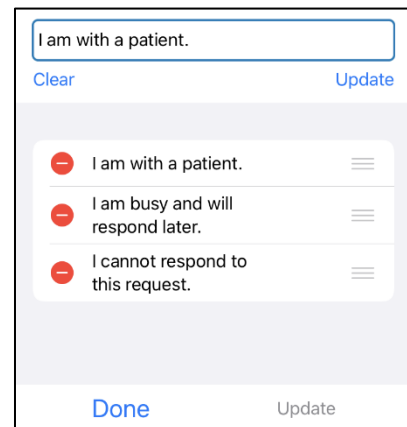 I am with a patient.
Clear Update
I am with a patient.
I am busy and will
respond later.
I cannot respond to
this request.
Done Update